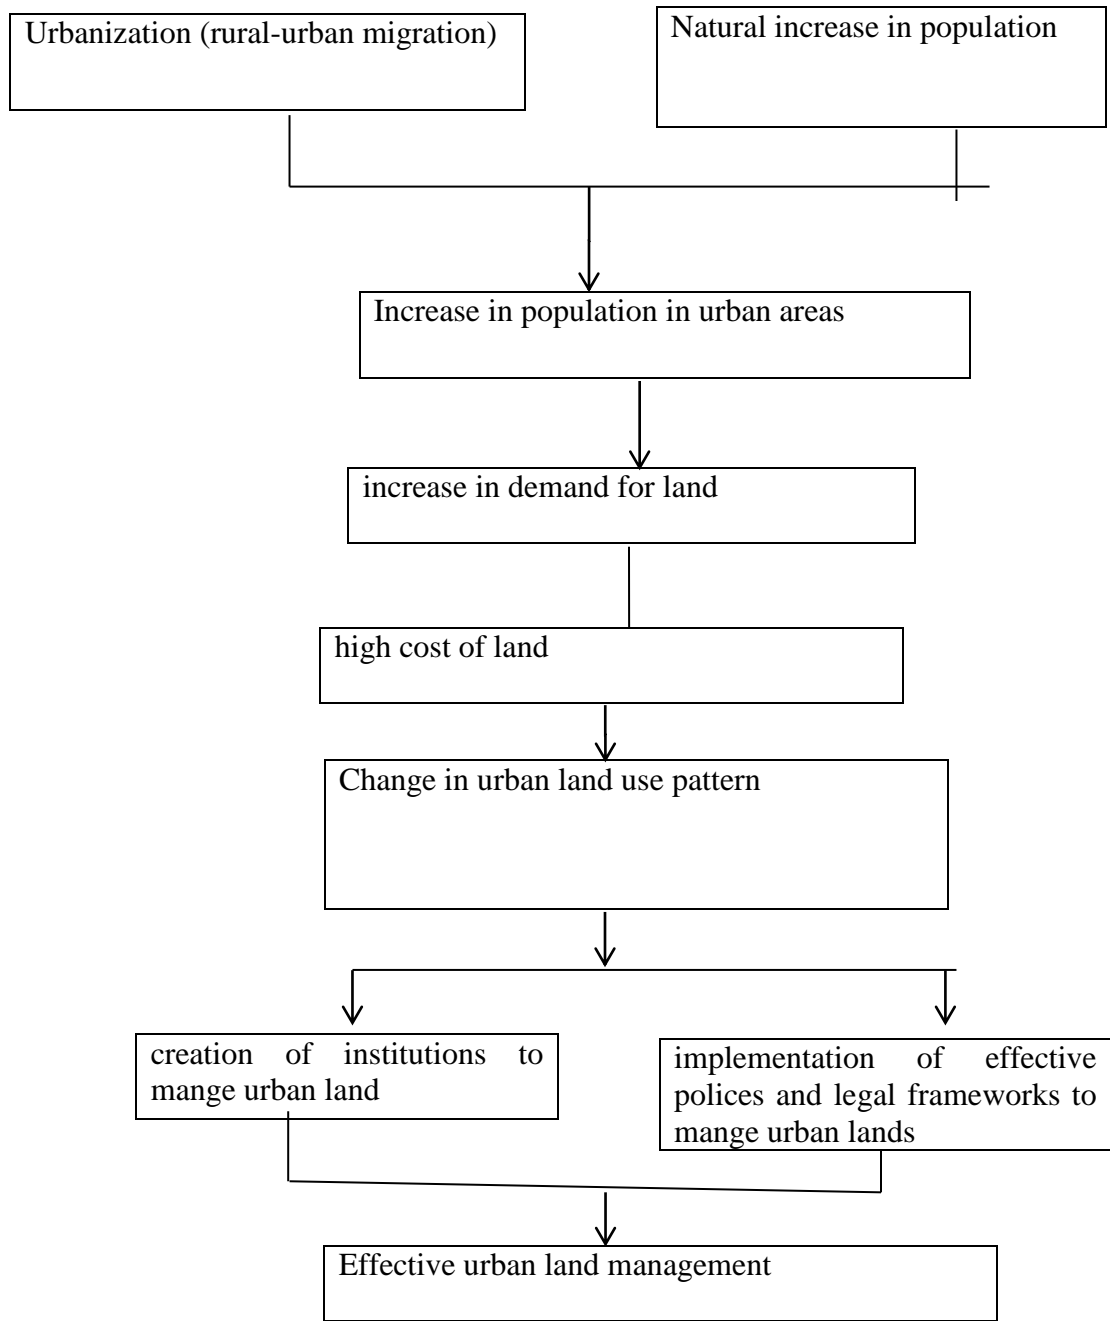 Urbanization (rural-urban migration)
Natural increase in population
Increase in population in urban areas
increase in demand for land
high cost of land
Change in urban land use pattern
creation of institutions to
mange urban land
implementation of effective
polices and legal frameworks to
mange urban lands
Effective urban land management